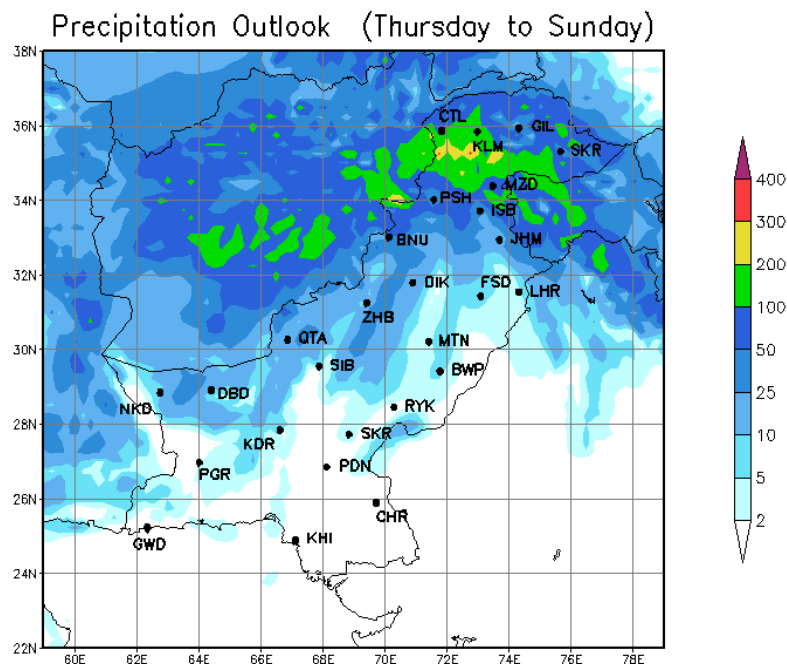 Precipitation Outlook (Thursday to Sunday)
38N
36N
34N
32N
30N
28N
26N
24N
22N
60E 62E 64E 66E 68E 70E 72E 74E 76E 78E
CTL
GIL
KLM
SKR
MZD
PSH
ISB
BNU
JHM
DIK
FSD
LHR
ZHB
QTA
MTN
SIB
BWP
DBD
NKD
RYK
KDR
SKR
PGR
PDN
CHR
GWD
KHI
400
300
200
100
50
25
10
5
2